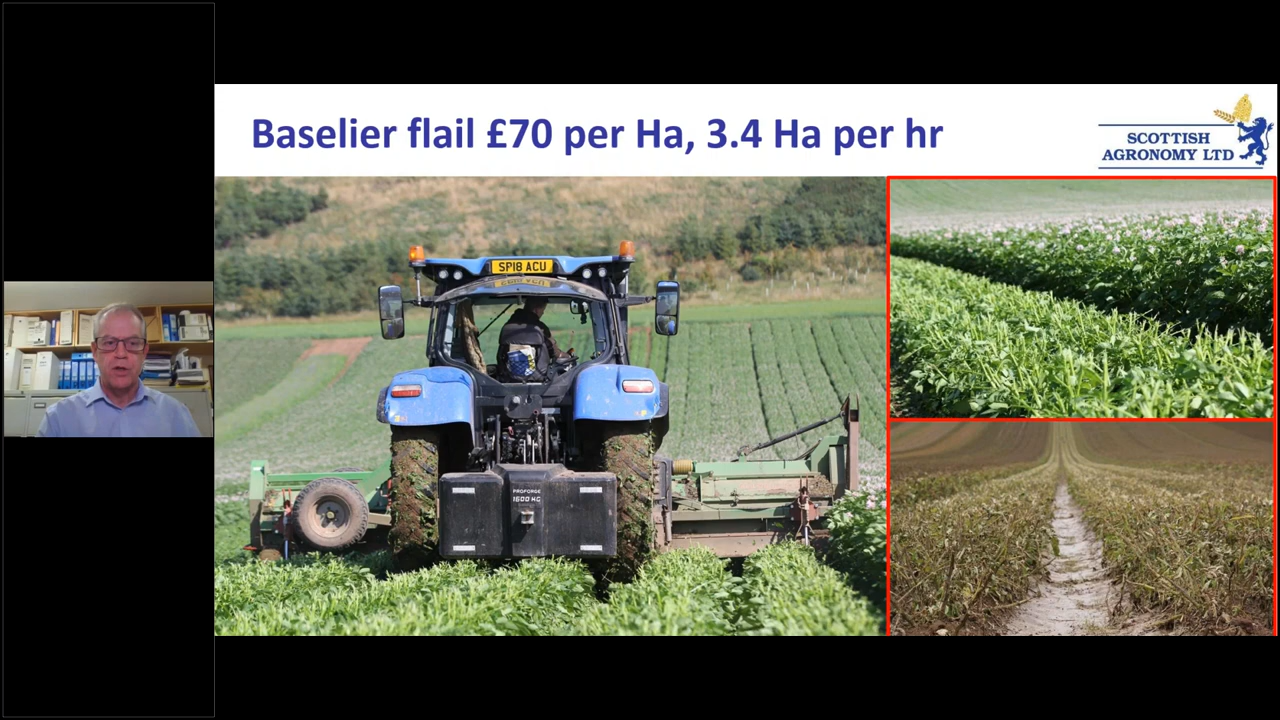 Baselier flail £70 per Ha, 3.4 Ha per hr
SCOTTISH
AGRONOMY LTD
SP18 ACU
PROFORGE
1600 KG